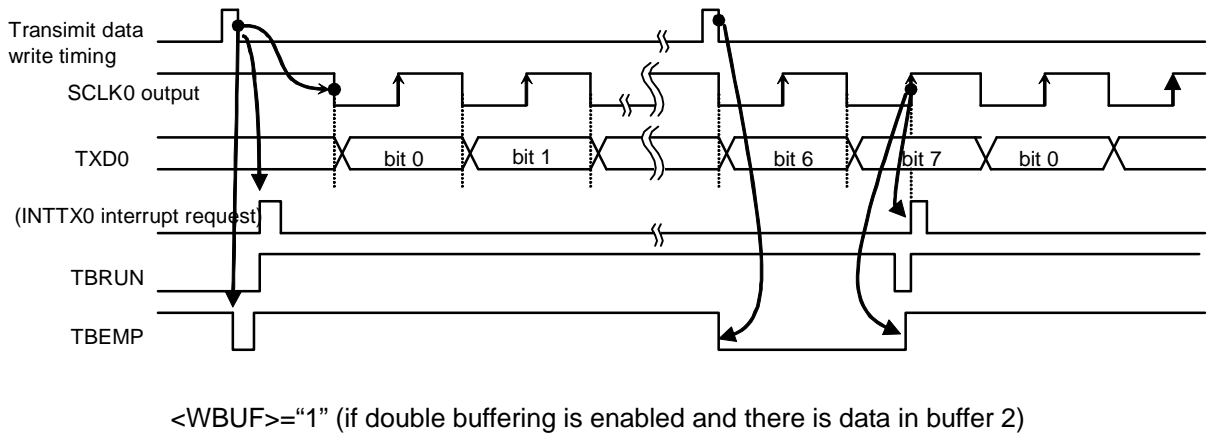 Transimit data
write timing
SCLK0 output
TXD0
bit 0
bit 1
bit 6
bit 7
bit 0
(INTTX0 interrupt request)
TBRUN
TBEMP
<WBUF>=“1” (if double buffering is enabled and there is data in buffer 2)